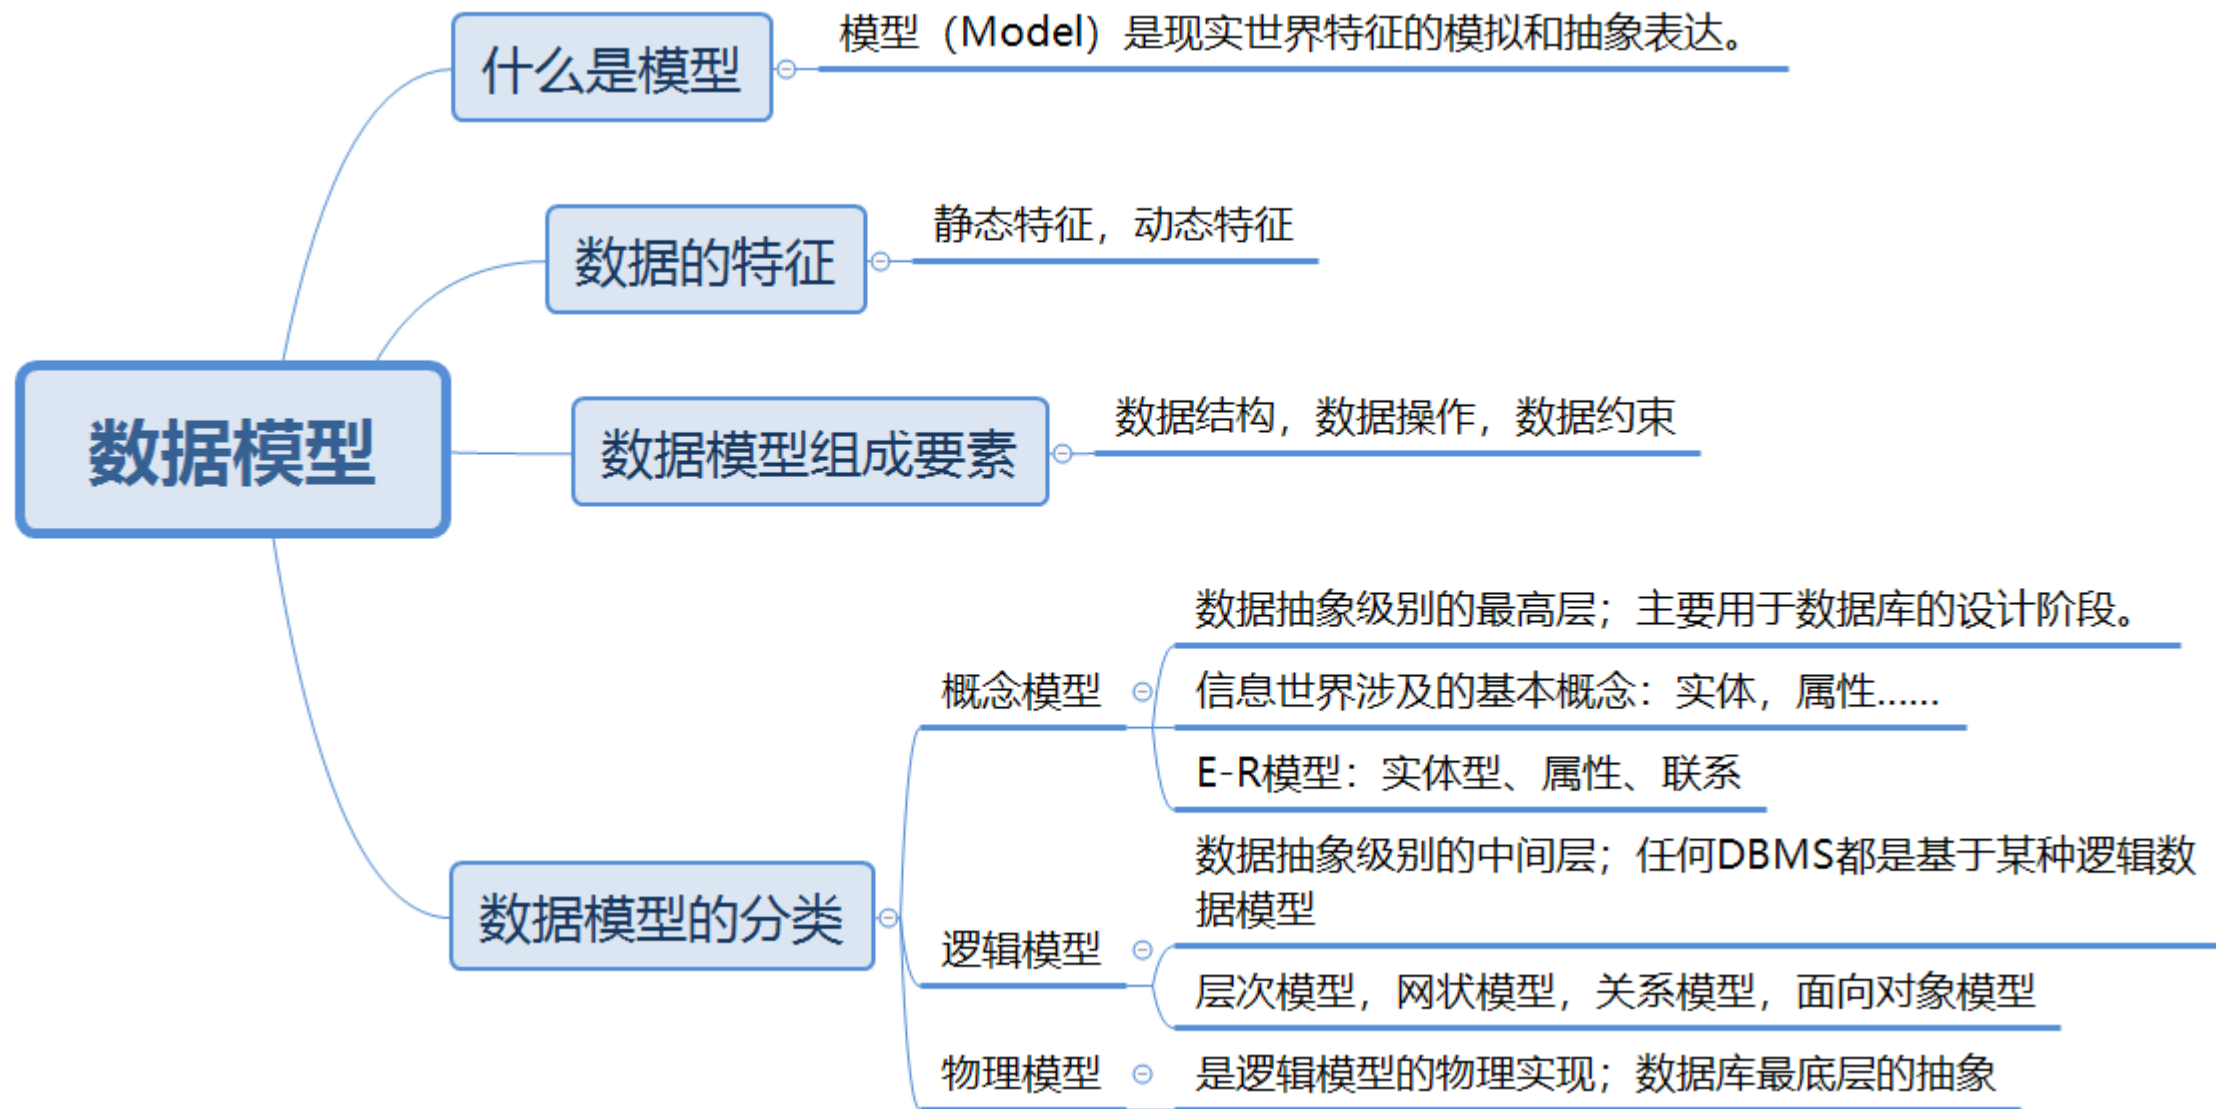 什么是模型
模型（Model）是现实世界特征的模拟和抽象表达。
数据的特征
静态特征，动态特征
数据模型
数据模型组成要素
数据结构，数据操作，数据约束
数据模型的分类
概念模型
数据抽象级别的最高层；主要用于数据库的设计阶段。
信息世界涉及的基本概念：实体，属性......
E-R模型：实体型、属性、联系
逻辑模型
数据抽象级别的中间层；任何DBMS都是基于某种逻辑数
据模型
层次模型，网状模型，关系模型，面向对象模型
物理模型
是逻辑模型的物理实现；数据库最底层的抽象